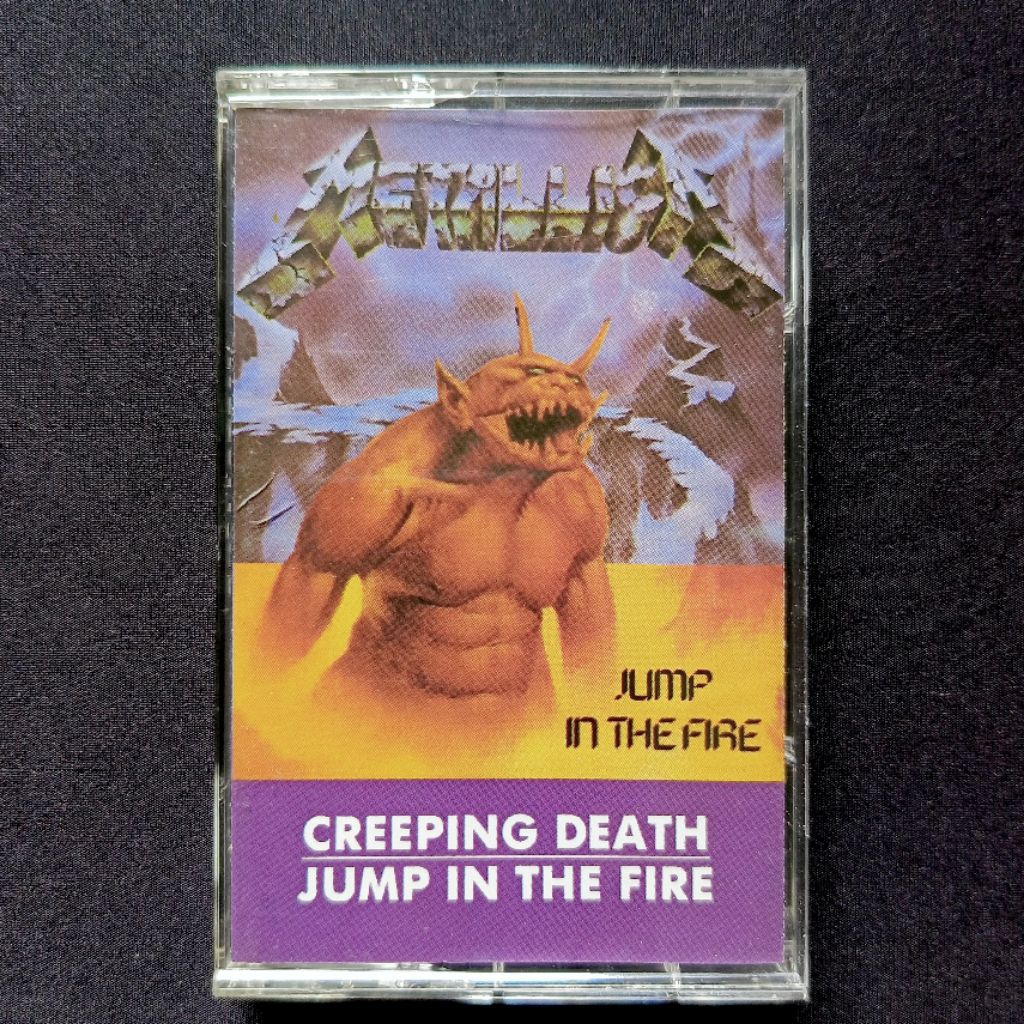 METALLICA
JUMP
IN THE FIRE
CREEPING DEATH
JUMP IN THE FIRE